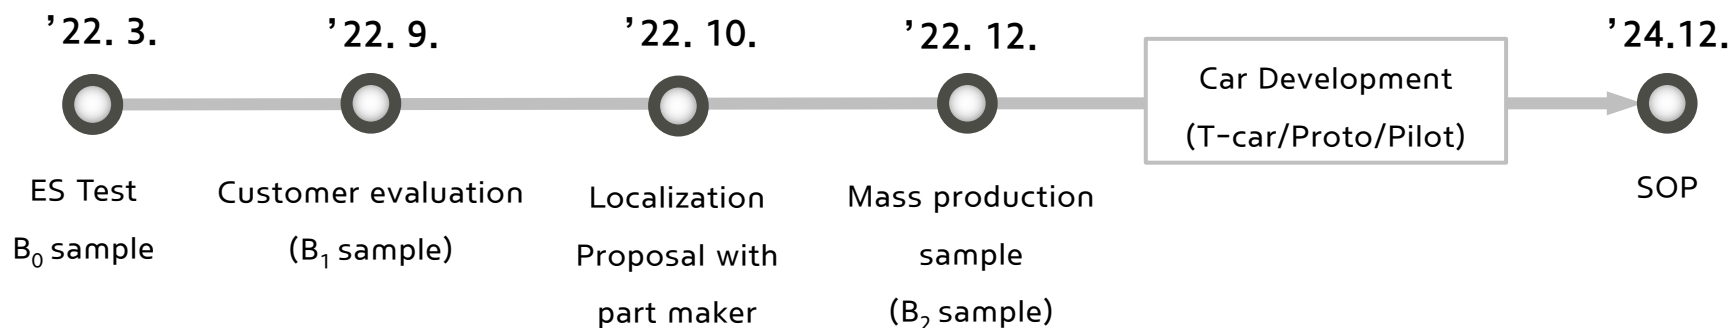 ’22. 3.
ES Test
B₀ sample
’22. 9.
Customer evaluation
(B₁ sample)
’22. 10.
Localization
Proposal with
part maker
’22. 12.
Mass production
sample
(B₂ sample)
Car Development
(T-car/Proto/Pilot)
’24.12.
SOP